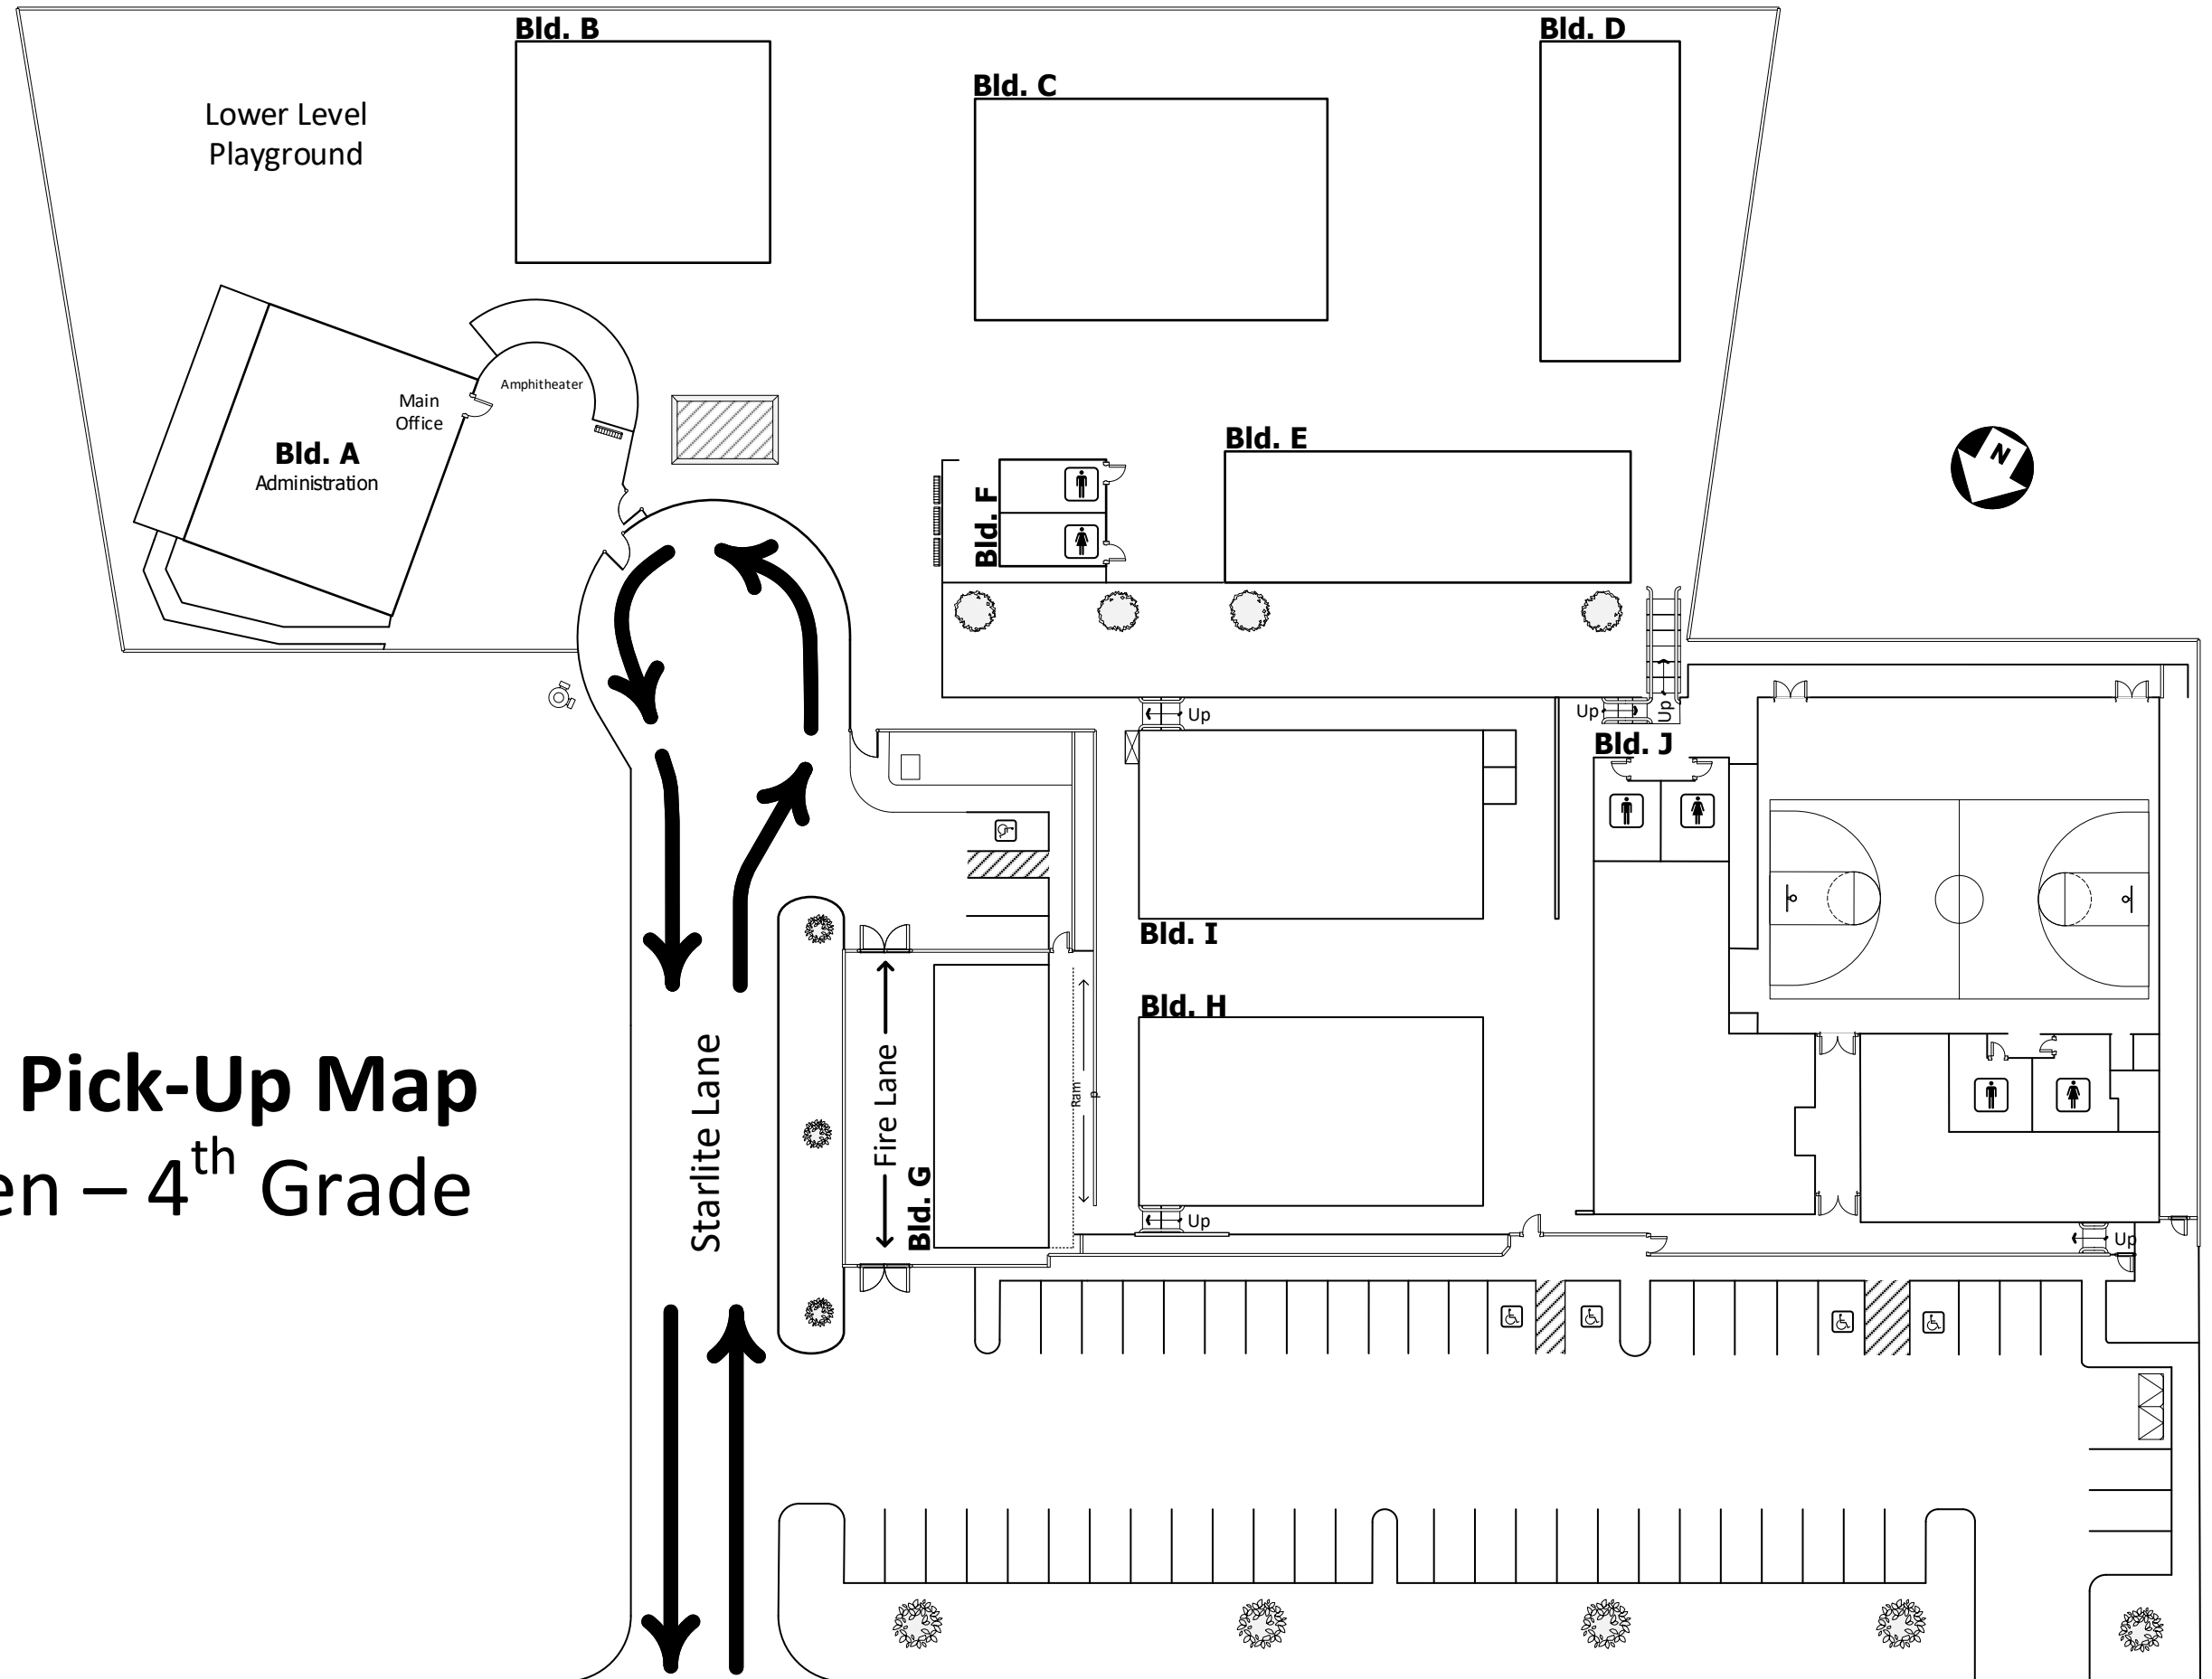 Bld. B
Bld. D
Bld. C
Lower Level
Playground
Amphitheater
Main
Office
Bld. A
Administration
Bld. E
N
Bld. F
Up
Up
Up
Bld. J
Bld. I
Bld. H
Pick-Up Map
en – 4th Grade
Starlite Lane
Fire Lane
Bld. G
Ram
p
Up
Up